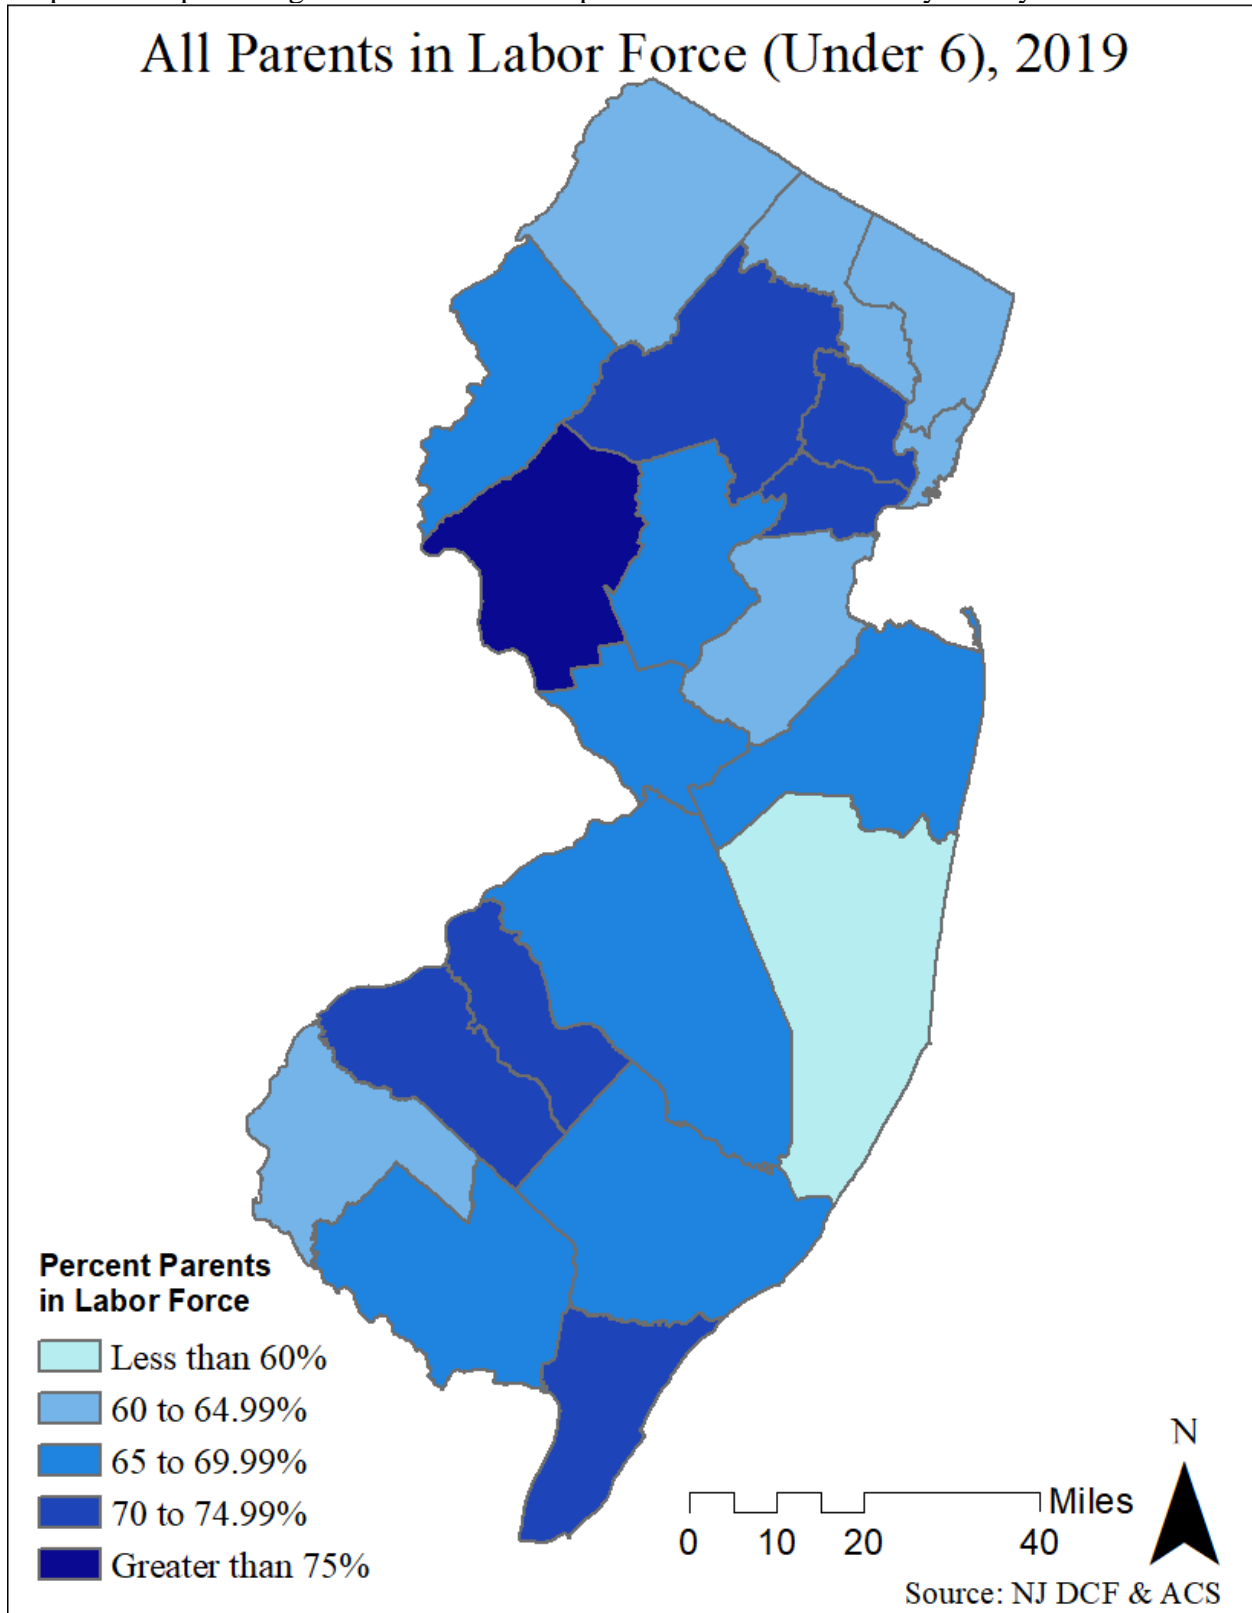 All Parents in Labor Force (Under 6), 2019
Percent Parents
in Labor Force
Less than 60%
60 to 64.99%
65 to 69.99%
70 to 74.99%
Greater than 75%
N
Miles
0 10 20 40
Source: NJ DCF & ACS